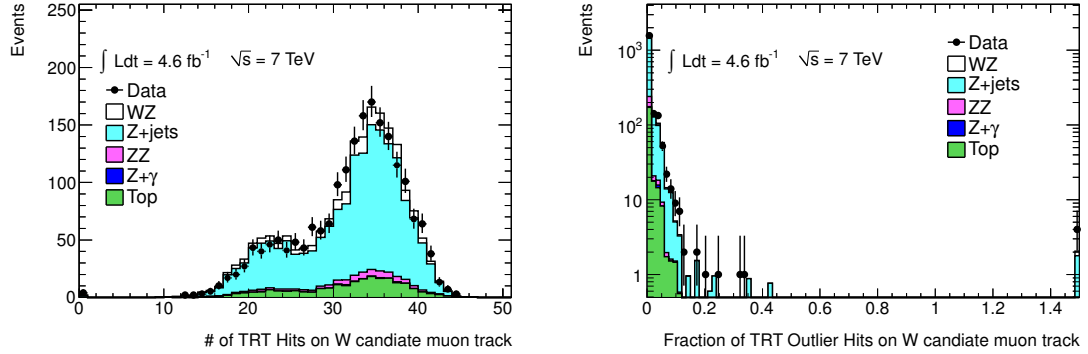 Events
250
200
150
100
50
0
∫ Ldt = 4.6 fb⁻¹ √s = 7 TeV
Data
WZ
Z+jets
ZZ
Z+γ
Top
0 10 20 30 40 50
# of TRT Hits on W candiate muon track
Events
10³
10²
10
1
∫ Ldt = 4.6 fb⁻¹ √s = 7 TeV
Data
WZ
Z+jets
ZZ
Z+γ
Top
0 0.2 0.4 0.6 0.8 1 1.2 1.4
Fraction of TRT Outlier Hits on W candiate muon track